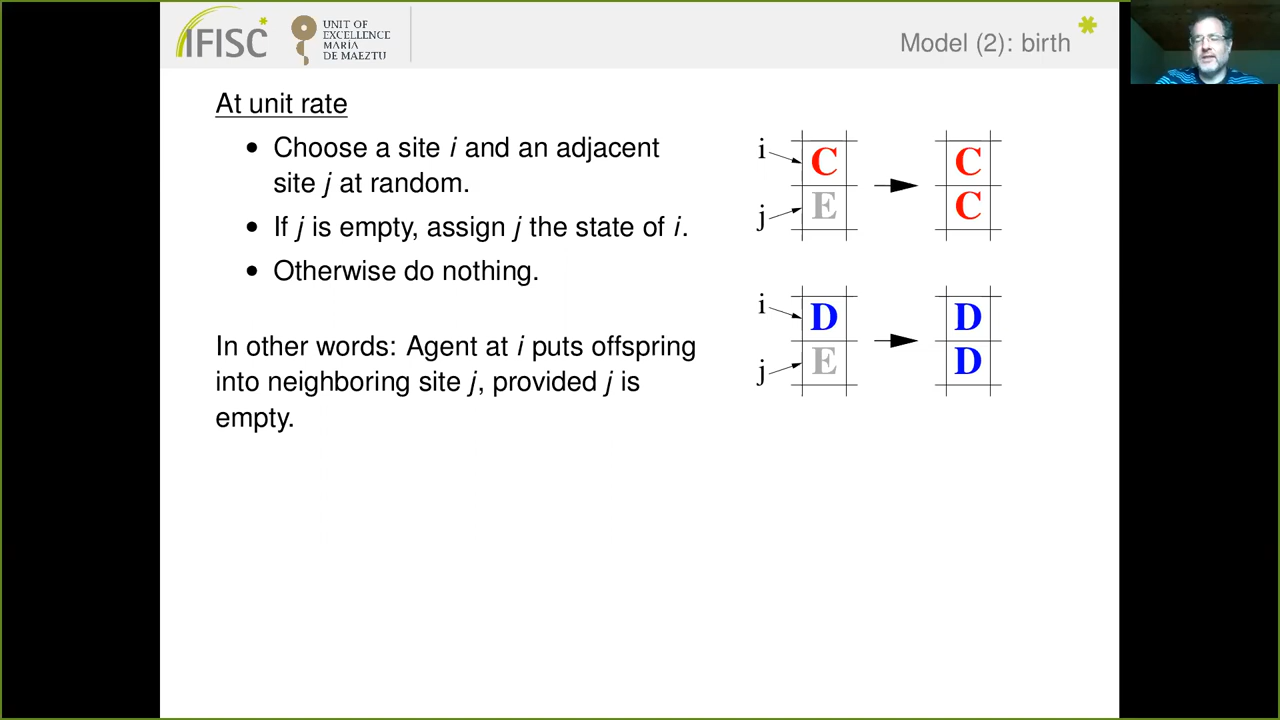 IFISC
UNIT OF
EXCELLENCE
MARÍA
DE MAEZTU
Model (2): birth
At unit rate
• Choose a site i and an adjacent
site j at random.
• If j is empty, assign j the state of i.
• Otherwise do nothing.
In other words: Agent at i puts offspring
into neighboring site j, provided j is
empty.
i C C
j E C
i D D
j E D